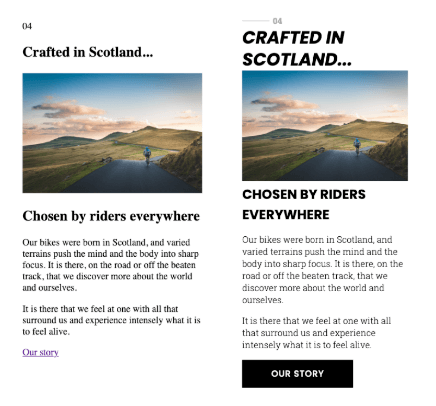 04
Crafted in Scotland...
Chosen by riders everywhere
Our bikes were born in Scotland, and varied
terrains push the mind and the body into sharp
focus. It is there, on the road or off the beaten
track, that we discover more about the world
and ourselves.
It is there that we feel at one with all that
surround us and experience intensely what it is
to feel alive.
Our story
04
CRAFTED IN
SCOTLAND...
CHOSEN BY RIDERS
EVERYWHERE
Our bikes were born in Scotland, and
varied terrains push the mind and the
body into sharp focus. It is there, on the
road or off the beaten track, that we
discover more about the world and
ourselves.
It is there that we feel at one with all
that surround us and experience
intensely what it is to feel alive.
OUR STORY